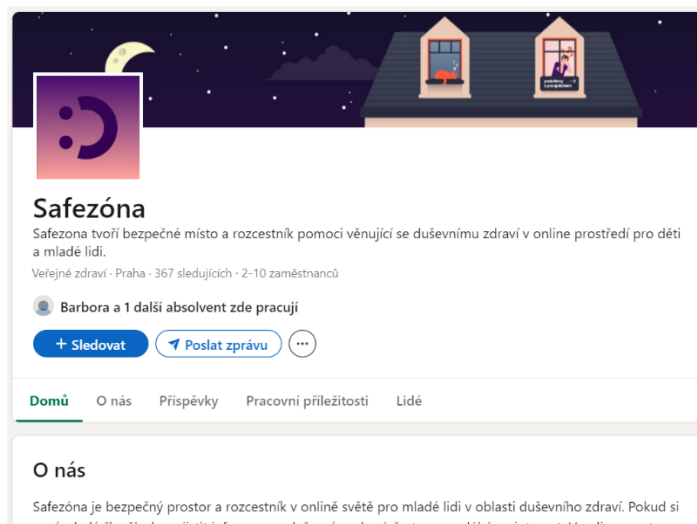 Safezóna
Safezona tvoří bezpečné místo a rozcestník pomoci věnující se duševnímu zdraví v online prostředí pro děti
a mladé lidi.
Veřejné zdraví · Praha · 367 sledujících · 2-10 zaměstnanců
Barbora a 1 další absolvent zde pracují
+ Sledovat Poslat zprávu ...
Domů O nás Příspěvky Pracovní příležitosti Lidé
O nás
Safezóna je bezpečný prostor a rozcestník v onlině světě pro mladé lidi v oblasti duševního zdraví. Pokud si